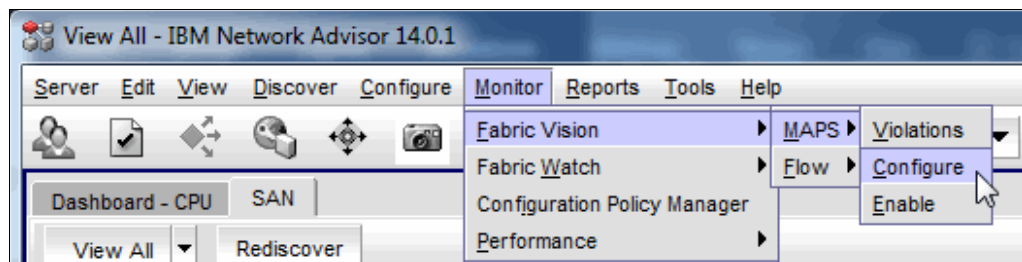 View All - IBM Network Advisor 14.0.1
Server Edit View Discover Configure Monitor Reports Tools Help
Fabric Vision MAPS Violations
Fabric Watch Flow Configure
Dashboard - CPU SAN Configuration Policy Manager Enable
View All Rediscover Performance